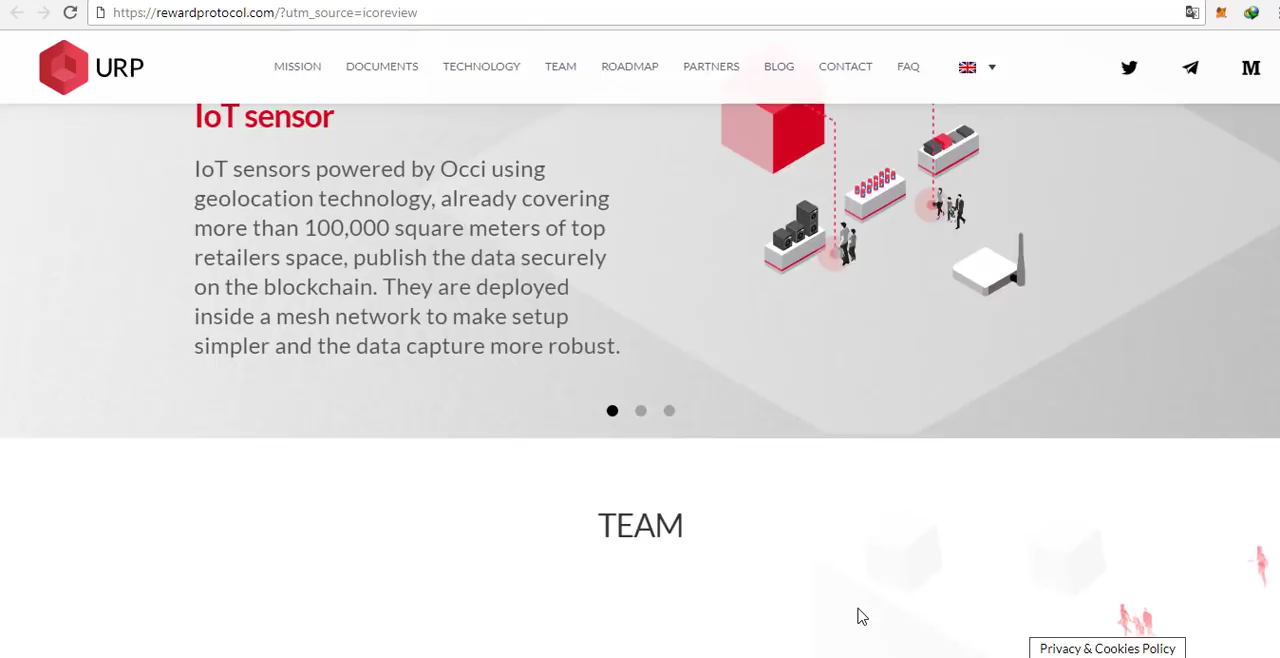 https://rewardprotocol.com/?utm_source=icoreview
URP
MISSION DOCUMENTS TECHNOLOGY TEAM ROADMAP PARTNERS BLOG CONTACT FAQ
M
IoT sensor
IoT sensors powered by Occi using
geolocation technology, already covering
more than 100,000 square meters of top
retailers space, publish the data securely
on the blockchain. They are deployed
inside a mesh network to make setup
simpler and the data capture more robust.
TEAM
Privacy & Cookies Policy